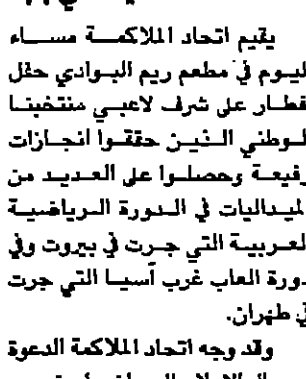 يقيم اتحاد الملاكمة مساء
اليوم في مطعم ريم البوادي حفل
افطار على شرف لاعبي منتخبنا
الوطني الذين حققوا انجازات
رفيعة وحصلوا على العديد من
الميداليات في الدورة الرياضية
العربية التي جرت في بيروت وفي
دورة العاب غرب آسيا التي جرت
في طهران.
وقد وجه اتحاد الملاكمة الدعوة